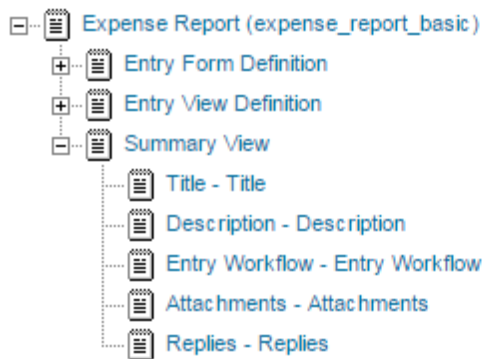 Expense Report (expense_report_basic)
Entry Form Definition
Entry View Definition
Summary View
Title - Title
Description - Description
Entry Workflow - Entry Workflow
Attachments - Attachments
Replies - Replies